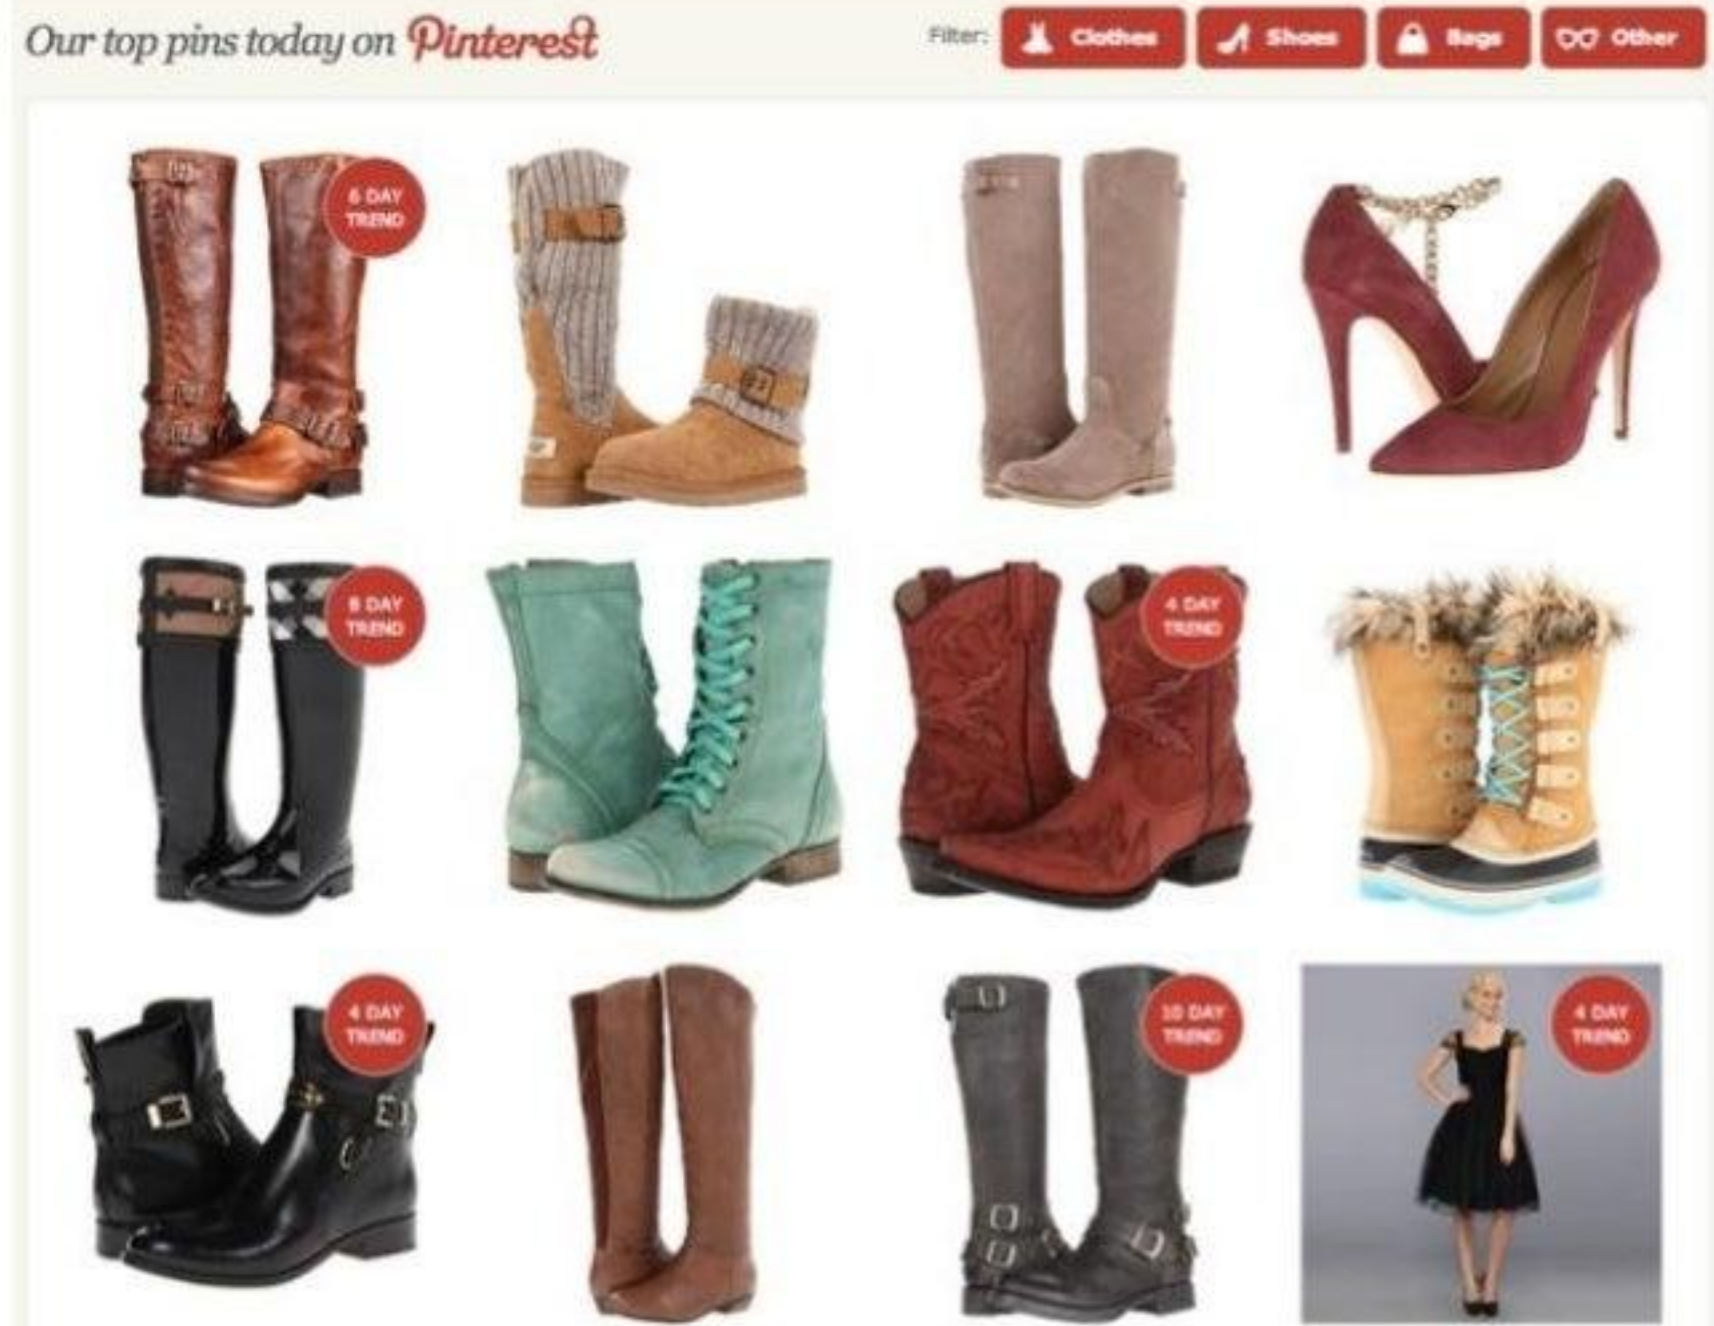 Our top pins today on Pinterest
Filter:
Clothes
Shoes
Bags
Other
6 DAY
TREND
8 DAY
TREND
4 DAY
TREND
4 DAY
TREND
10 DAY
TREND
4 DAY
TREND